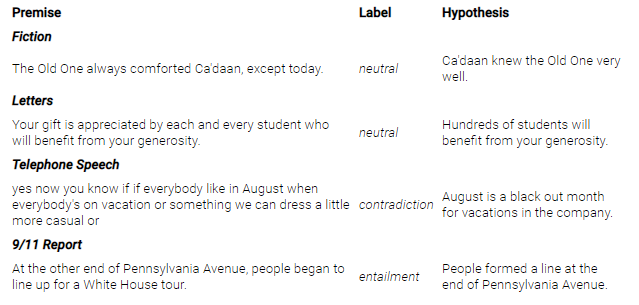 Premise Label Hypothesis
Fiction
The Old One always comforted Ca'daan, except today. neutral Ca'daan knew the Old One very
well.
Letters
Your gift is appreciated by each and every student who
will benefit from your generosity. neutral Hundreds of students will
benefit from your generosity.
Telephone Speech
yes now you know if if everybody like in August when
everybody's on vacation or something we can dress a little
more casual or contradiction August is a black out month
for vacations in the company.
9/11 Report
At the other end of Pennsylvania Avenue, people began to
line up for a White House tour. entailment People formed a line at the
end of Pennsylvania Avenue.